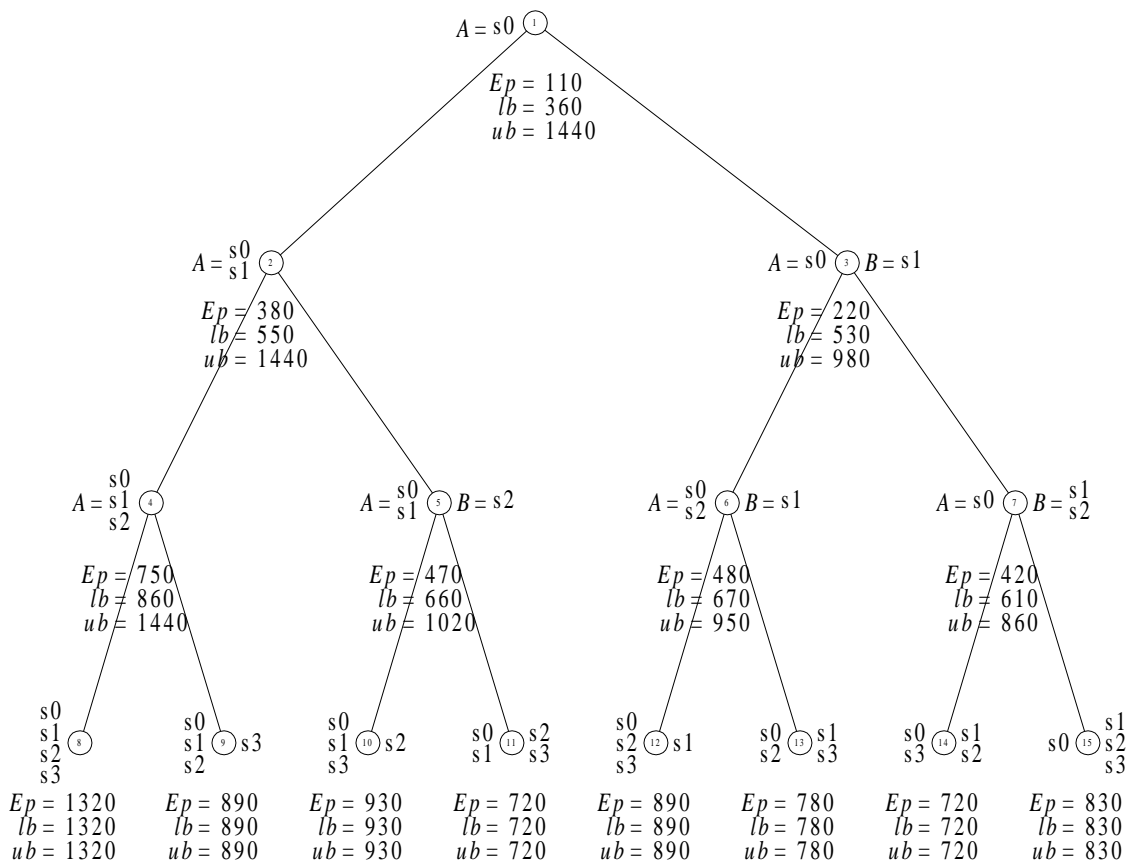 A = s0 1
Ep = 110
lb = 360
ub = 1440
A = s0 s1 2
A = s0 3 B = s1
Ep = 380
lb = 550
ub = 1440
Ep = 220
lb = 530
ub = 980
A = s0 s1 s2 4
A = s0 s1 5 B = s2
A = s0 s2 6 B = s1
A = s0 7 B = s1 s2
Ep = 750
lb = 860
ub = 1440
Ep = 470
lb = 660
ub = 1020
Ep = 480
lb = 670
ub = 950
Ep = 420
lb = 610
ub = 860
s0 s1 s2 s3 8
s0 s1 s2 9 s3
s0 s1 s3 10 s2
s0 s1 11 s2 s3
s0 s2 s3 12 s1
s0 s2 13 s1 s3
s0 s3 14 s1 s2
s0 15 s1 s2 s3
Ep = 1320
lb = 1320
ub = 1320
Ep = 890
lb = 890
ub = 890
Ep = 930
lb = 930
ub = 930
Ep = 720
lb = 720
ub = 720
Ep = 890
lb = 890
ub = 890
Ep = 780
lb = 780
ub = 780
Ep = 720
lb = 720
ub = 720
Ep = 830
lb = 830
ub = 830